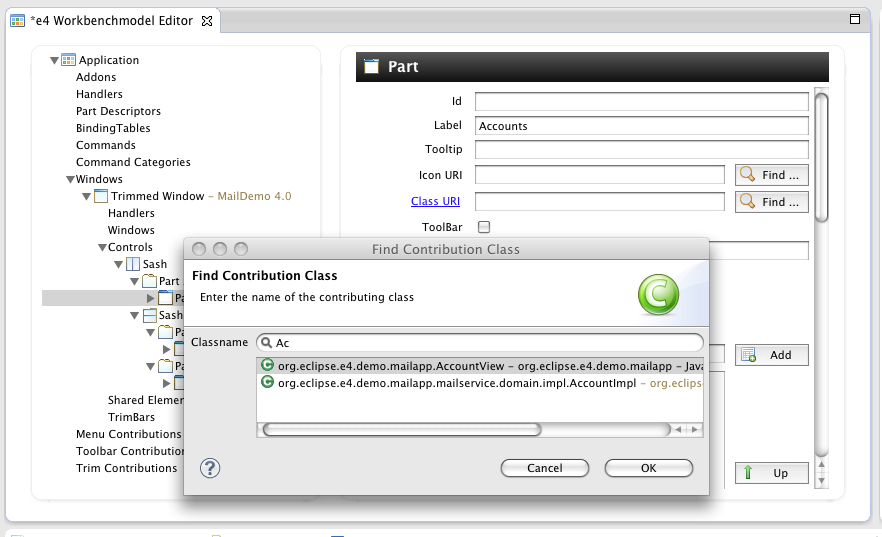 *e4 Workbenchmodel Editor
Application
Addons
Handlers
Part Descriptors
BindingTables
Commands
Command Categories
Windows
Trimmed Window – MailDemo 4.0
Handlers
Windows
Controls
Sash
Part
Pa
Sash
Pa
Pa
Shared Elemen
TrimBars
Menu Contributions
Toolbar Contribution
Trim Contributions
Part
Id
Label Accounts
Tooltip
Icon URI Find ...
Class URI Find ...
ToolBar
Add
Up
Find Contribution Class
Find Contribution Class
Enter the name of the contributing class
C
Classname Ac
C org.eclipse.e4.demo.mailapp.AccountView – org.eclipse.e4.demo.mailapp – Java
C org.eclipse.e4.demo.mailapp.mailservice.domain.impl.AccountImpl – org.eclips
? Cancel OK